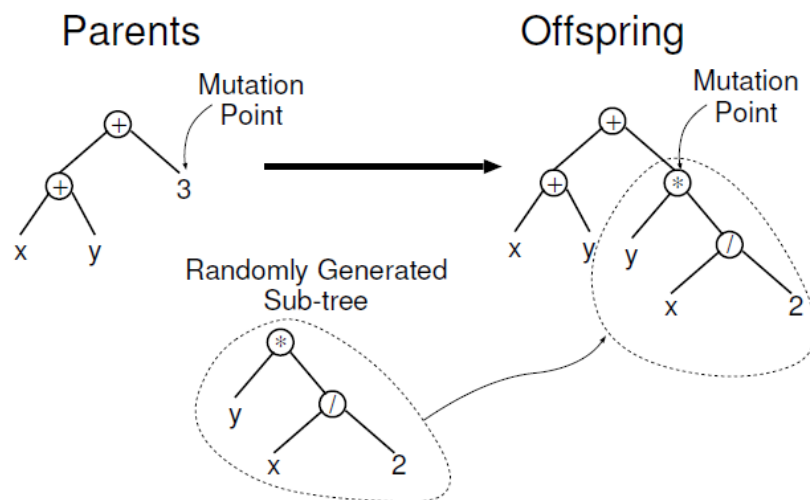 Parents
Offspring
Mutation
Point
Mutation
Point
+
+
+
3
+
*
x
y
x
y
y
/
x
2
Randomly Generated
Sub-tree
*
y
/
x
2